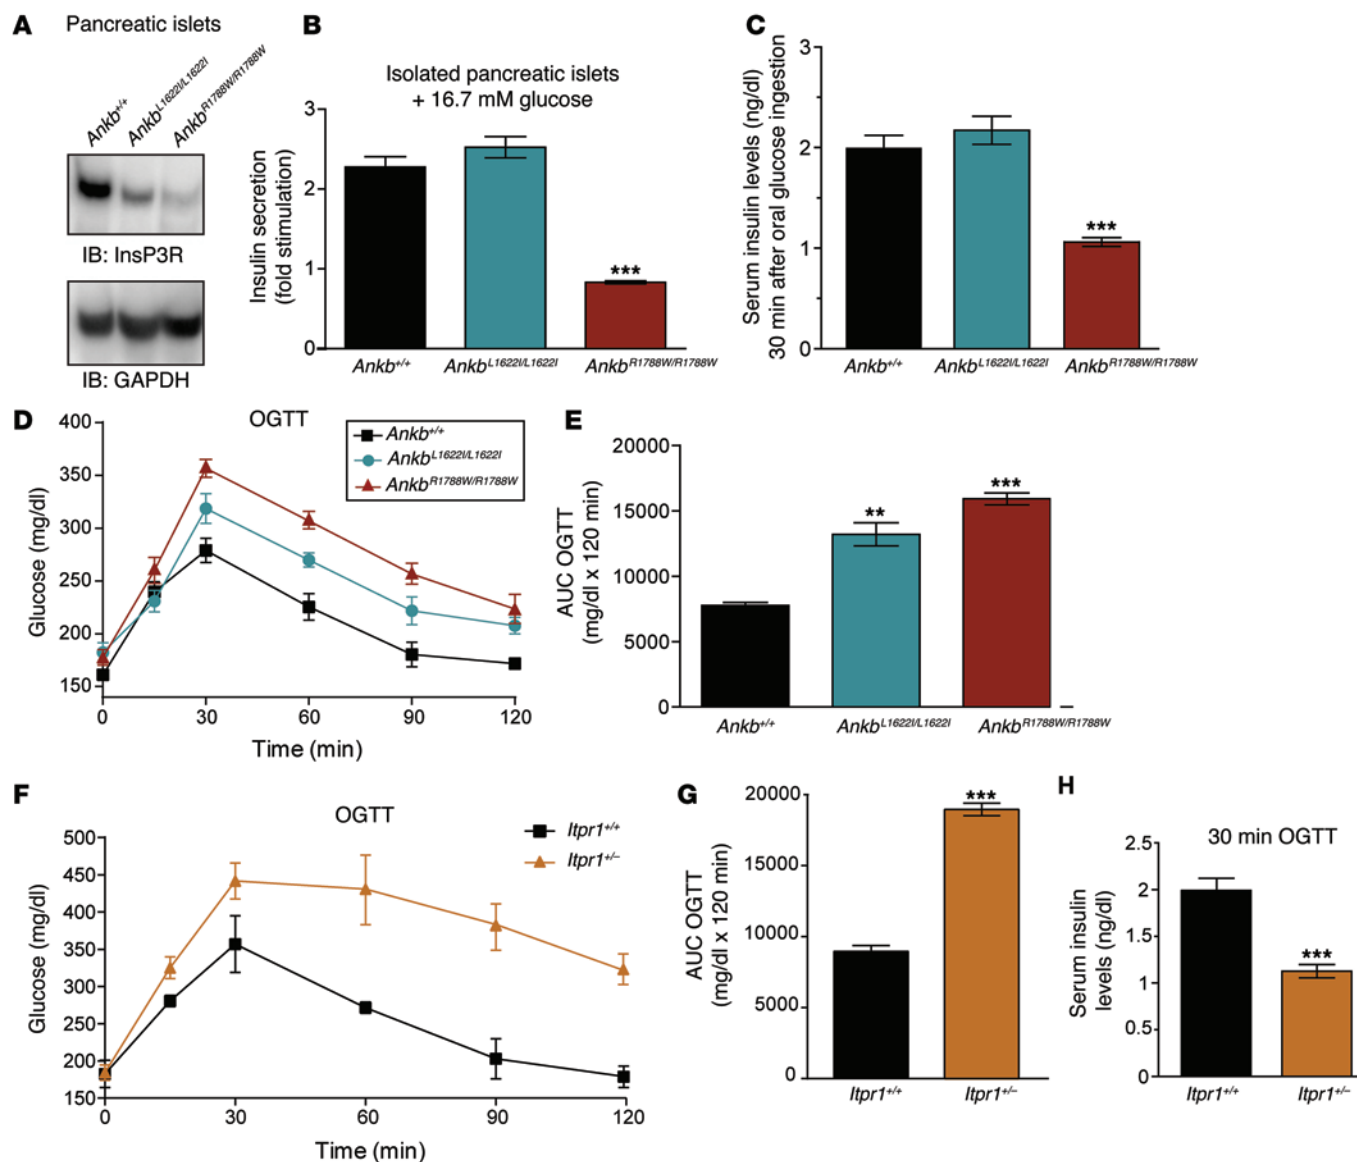 A
Pancreatic islets
Ankb+/+
AnkbL1622I/L1622I
AnkbR1788W/R1788W
IB: InsP3R
IB: GAPDH
B
Isolated pancreatic islets
+ 16.7 mM glucose
Insulin secretion
(fold stimulation)
3
2
1
0
***
Ankb+/+
AnkbL1622I/L1622I
AnkbR1788W/R1788W
C
Serum insulin levels (ng/dl)
30 min after oral glucose ingestion
3
2
1
0
***
Ankb+/+
AnkbL1622I/L1622I
AnkbR1788W/R1788W
D
OGTT
Glucose (mg/dl)
400
350
300
250
200
150
Ankb+/+
AnkbL1622I/L1622I
AnkbR1788W/R1788W
0
30
60
90
120
Time (min)
E
AUC OGTT
(mg/dl x 120 min)
20000
15000
10000
5000
0
**
***
Ankb+/+
AnkbL1622I/L1622I
AnkbR1788W/R1788W
F
OGTT
Glucose (mg/dl)
500
450
400
350
300
250
200
150
Itpr1+/+
Itpr1+/–
0
30
60
90
120
Time (min)
G
AUC OGTT
(mg/dl x 120 min)
20000
15000
10000
5000
0
***
Itpr1+/+
Itpr1+/–
H
30 min OGTT
Serum insulin
levels (ng/dl)
2.5
2
1.5
1
0.5
0
***
Itpr1+/+
Itpr1+/–